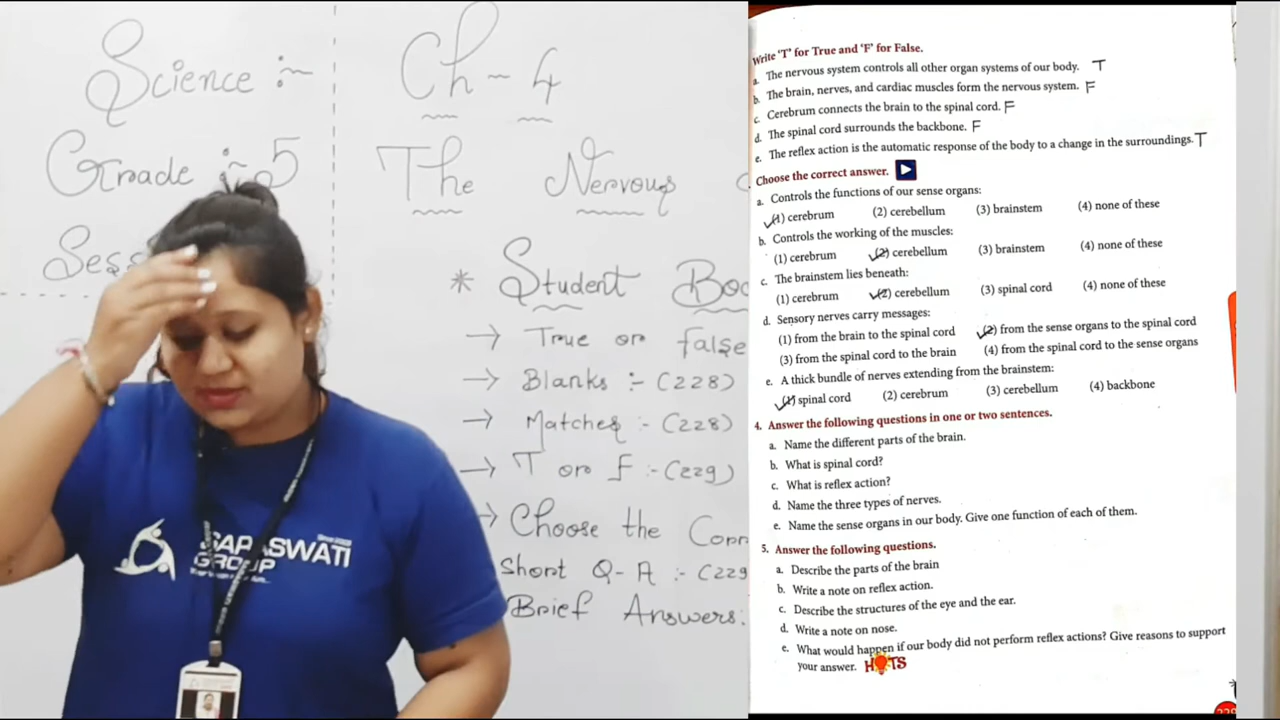 Science :-
Grade :- 5
Sess
Ch - 4
The Nervous
* Student Boo
→ True or false
→ Blanks :- (228)
→ Matches :- (228)
→ T or F :- (229)
→ Choose the Corr
Short Q-A :- (229
Brief Answers:
SARASWATI
GROUP
Write 'T' for True and 'F' for False.
a. The nervous system controls all other organ systems of our body. T
b. The brain, nerves, and cardiac muscles form the nervous system. F
c. Cerebrum connects the brain to the spinal cord. F
d. The spinal cord surrounds the backbone. F
e. The reflex action is the automatic response of the body to a change in the surroundings. T
Choose the correct answer.
a. Controls the functions of our sense organs:
(1) cerebrum (2) cerebellum (3) brainstem (4) none of these
b. Controls the working of the muscles:
(1) cerebrum (2) cerebellum (3) brainstem (4) none of these
c. The brainstem lies beneath:
(1) cerebrum (2) cerebellum (3) spinal cord (4) none of these
d. Sensory nerves carry messages:
(1) from the brain to the spinal cord (2) from the sense organs to the spinal cord
(3) from the spinal cord to the brain (4) from the spinal cord to the sense organs
e. A thick bundle of nerves extending from the brainstem:
(1) spinal cord (2) cerebrum (3) cerebellum (4) backbone
4. Answer the following questions in one or two sentences.
a. Name the different parts of the brain.
b. What is spinal cord?
c. What is reflex action?
d. Name the three types of nerves.
e. Name the sense organs in our body. Give one function of each of them.
5. Answer the following questions.
a. Describe the parts of the brain
b. Write a note on reflex action.
c. Describe the structures of the eye and the ear.
d. Write a note on nose.
e. What would happen if our body did not perform reflex actions? Give reasons to support
your answer. HOTS